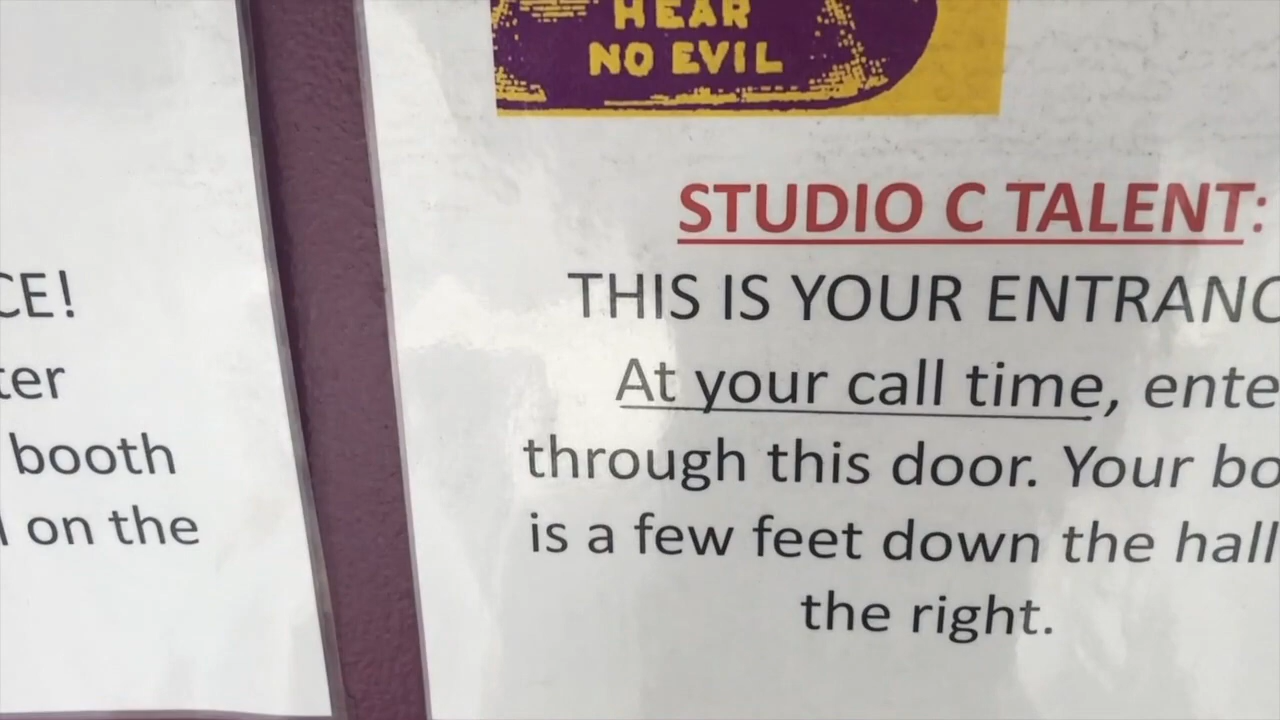 HEAR
NO EVIL
CE!
ter
booth
on the
STUDIO C TALENT:
THIS IS YOUR ENTRANC
At your call time, ente
through this door. Your bo
is a few feet down the hall
the right.